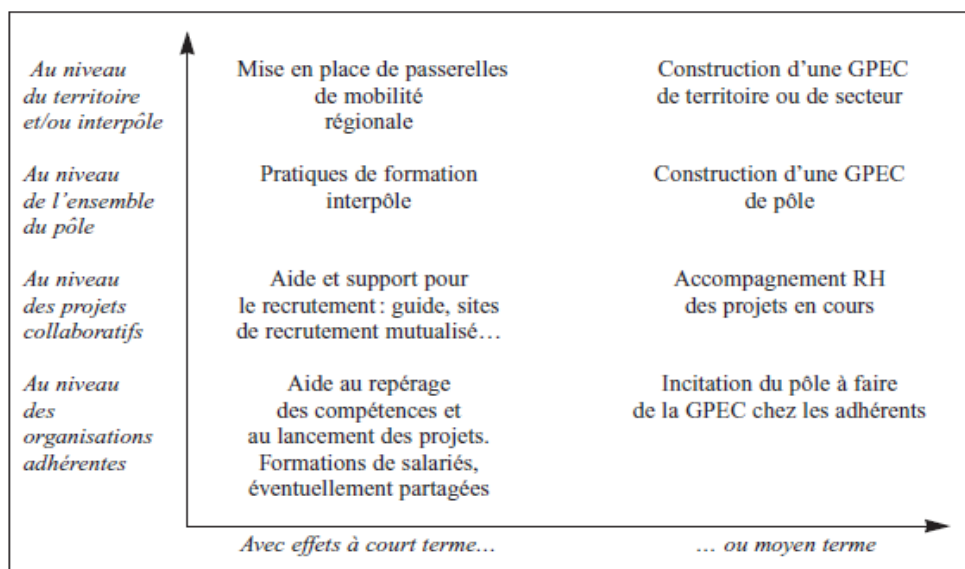 Au niveau
du territoire
et/ou interpôle
Mise en place de passerelles
de mobilité
régionale
Construction d’une GPEC
de territoire ou de secteur
Au niveau
de l’ensemble
du pôle
Pratiques de formation
interpôle
Construction d’une GPEC
de pôle
Au niveau
des projets
collaboratifs
Aide et support pour
le recrutement : guide, sites
de recrutement mutualisé…
Accompagnement RH
des projets en cours
Au niveau
des
organisations
adhérentes
Aide au repérage
des compétences et
au lancement des projets.
Formations de salariés,
éventuellement partagées
Incitation du pôle à faire
de la GPEC chez les adhérents
Avec effets à court terme…
… ou moyen terme